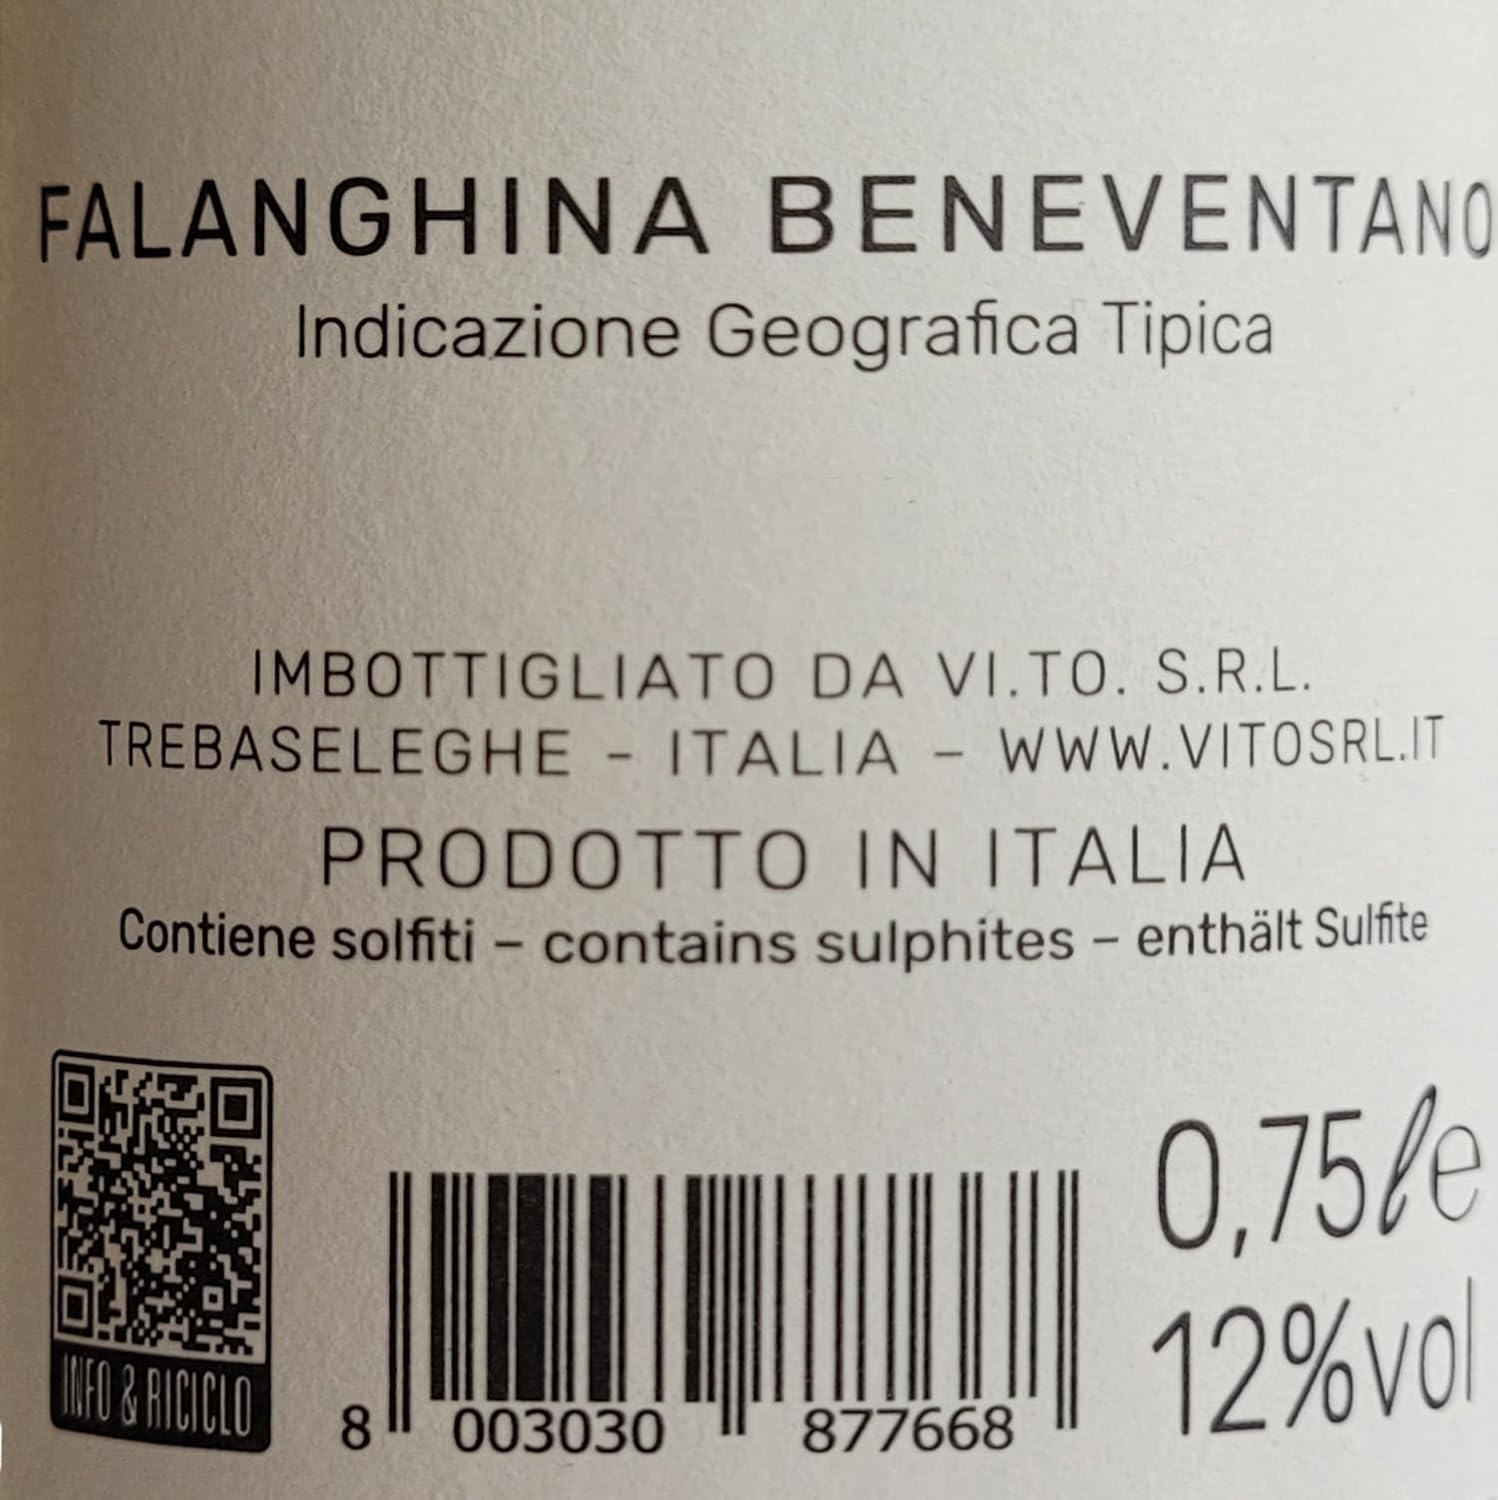 FALANGHINA BENEVENTANO
Indicazione Geografica Tipica
IMBOTTIGLIATO DA VI.TO. S.R.L.
TREBASELEGHE - ITALIA - WWW.VITOSRL.IT
PRODOTTO IN ITALIA
Contiene solfiti – contains sulphites – enthält Sulfite
0,75 l e
12%vol
INFO & RICICLO
8 003030 877668